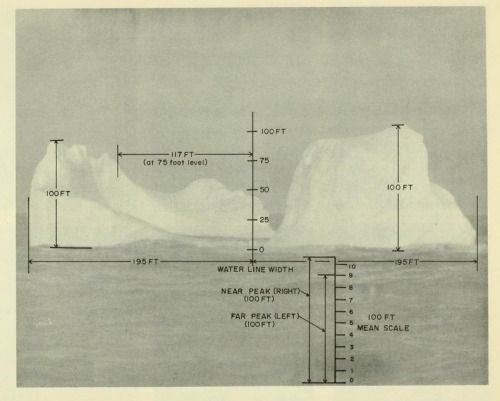 100 FT
117 FT
(at 75 foot level)
75
100 FT
100 FT
50
25
0
195 FT
195 FT
WATER LINE WIDTH
10
9
NEAR PEAK (RIGHT)
(100 FT)
8
7
6
FAR PEAK (LEFT)
(100 FT)
5
100 FT
MEAN SCALE
4
3
2
1
0